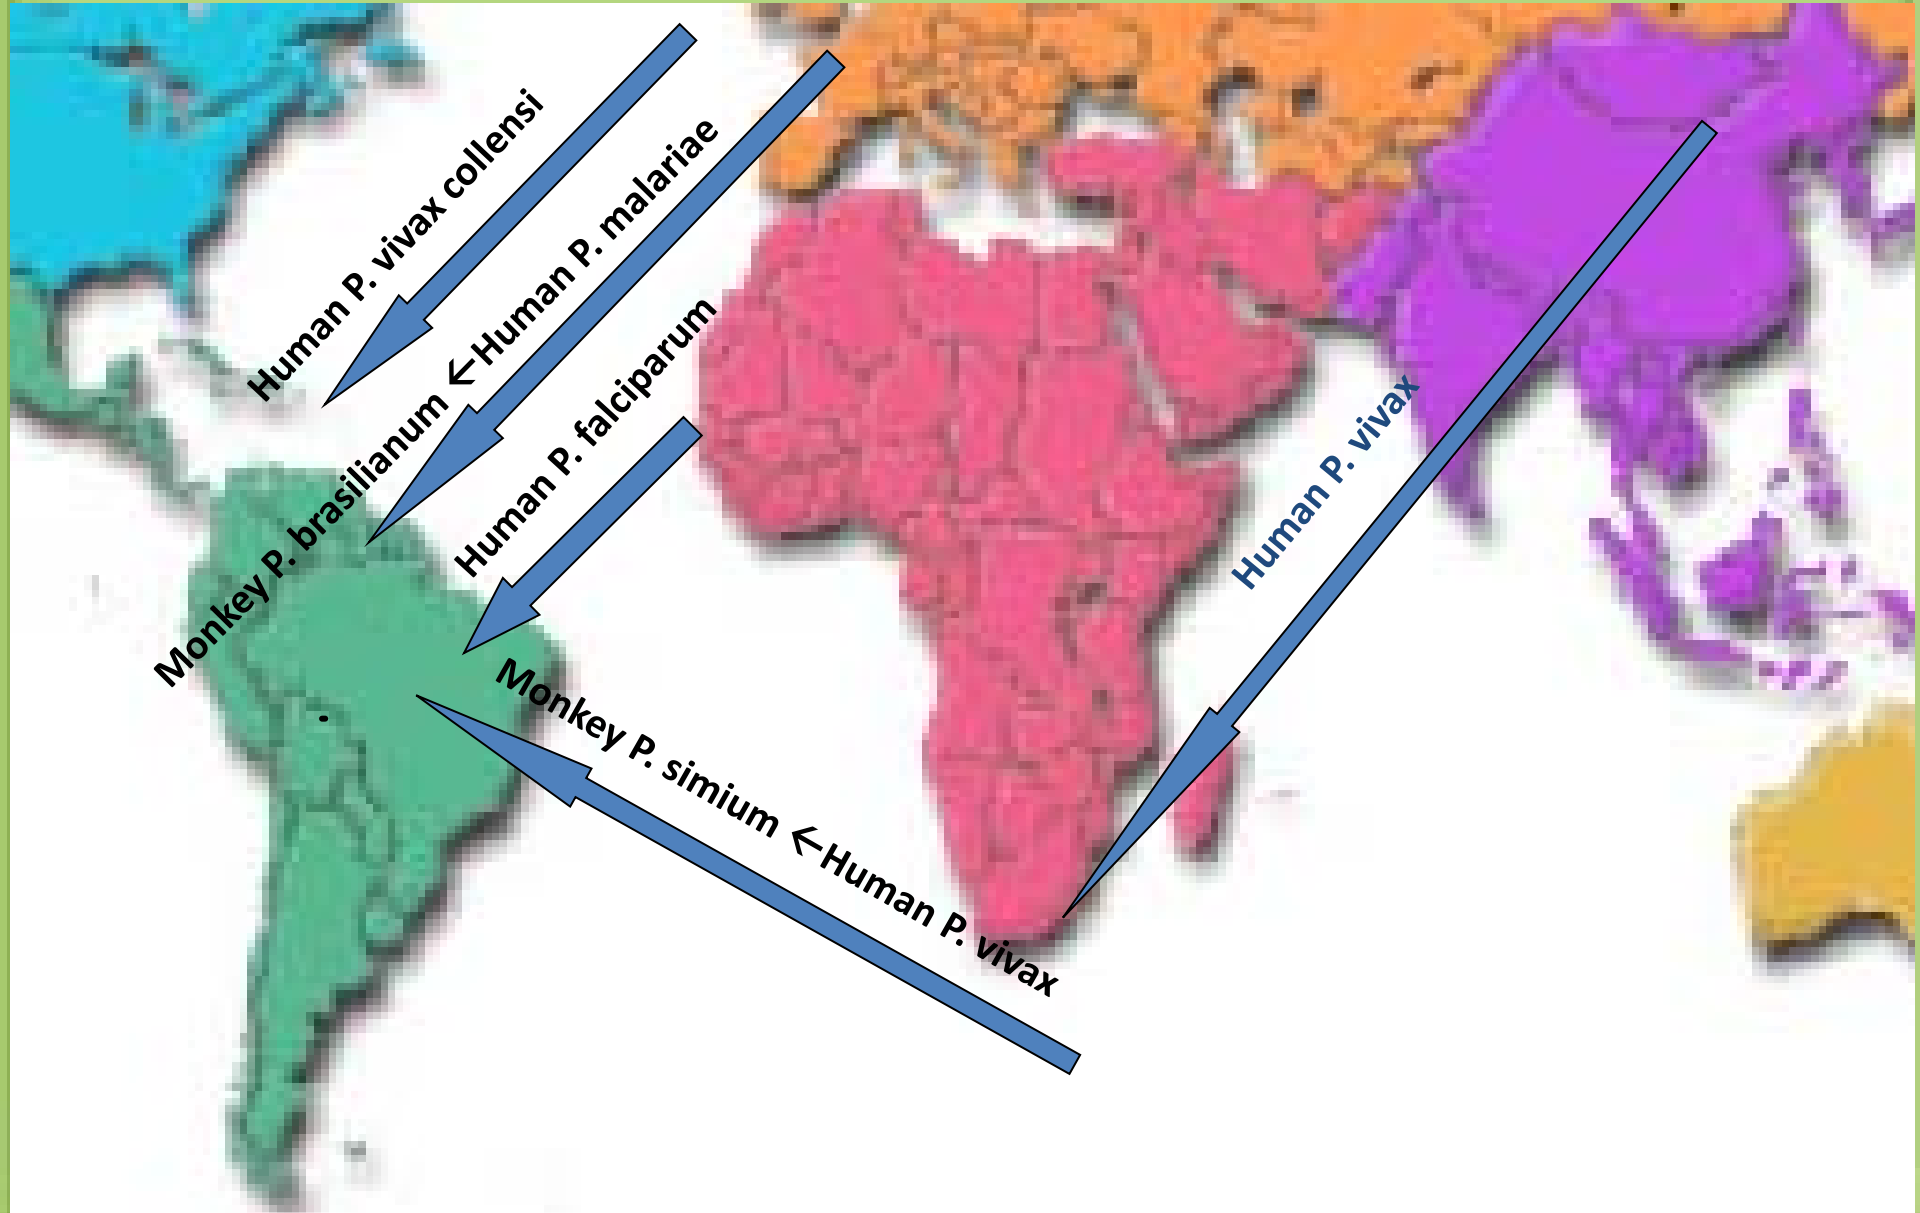 Human P. vivax collensi
Monkey P. brasilianum ←Human P. malariae
Human P. falciparum
Human P. vivax
Monkey P. simium ←Human P. vivax